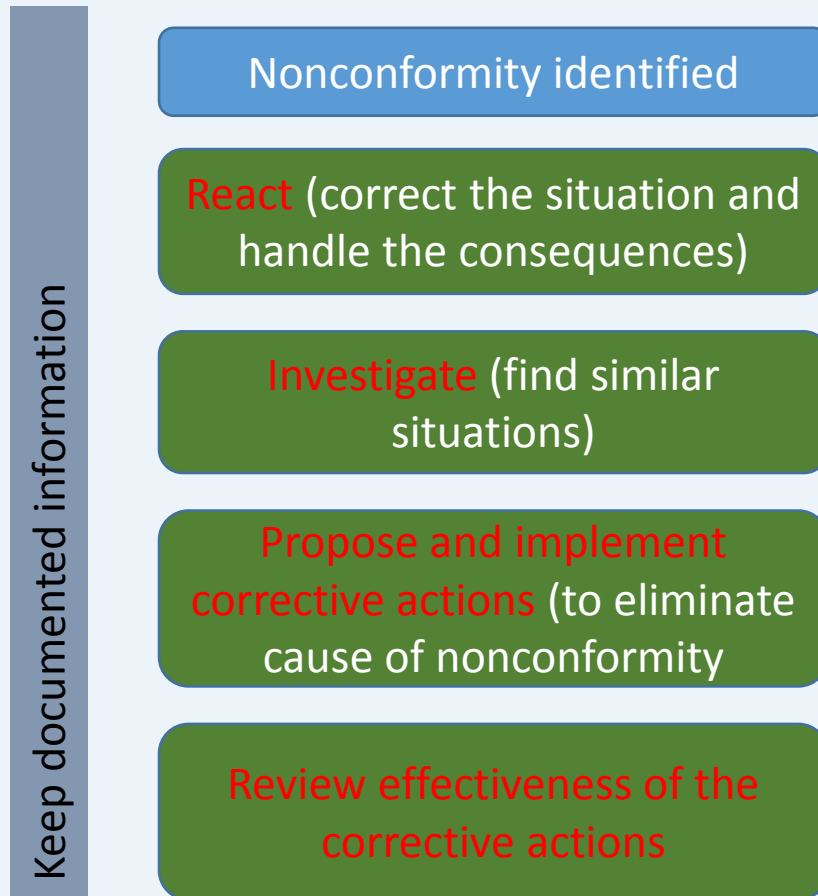 Keep documented information
Nonconformity identified
React (correct the situation and
handle the consequences)
Investigate (find similar
situations)
Propose and implement
corrective actions (to eliminate
cause of nonconformity
Review effectiveness of the
corrective actions